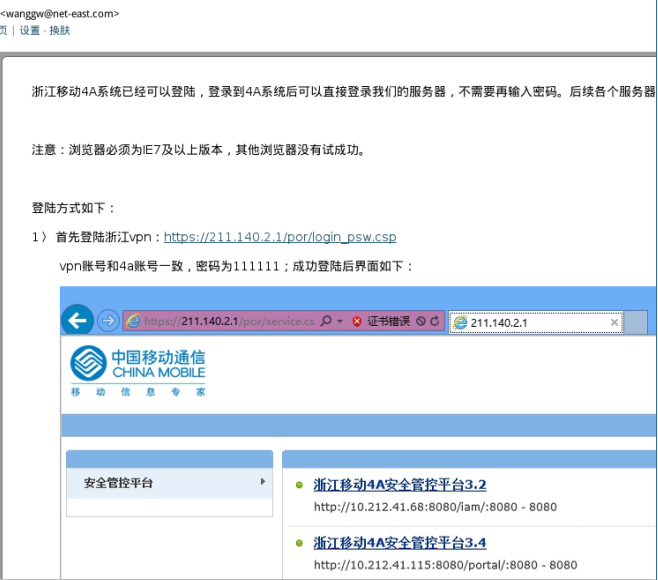 <wanggw@net-east.com>
页 | 设置 - 换肤
浙江移动4A系统已经可以登陆，登录到4A系统后可以直接登录我们的服务器，不需要再输入密码。后续各个服务器
注意：浏览器必须为IE7及以上版本，其他浏览器没有试成功。
登陆方式如下：
1） 首先登陆浙江vpn：https://211.140.2.1/por/login_psw.csp
vpn账号和4a账号一致，密码为111111；成功登陆后界面如下：
https://211.140.2.1/por/service.cs 证书错误 211.140.2.1
中国移动通信
CHINA MOBILE
移 动 信 息 专 家
安全管控平台
浙江移动4A安全管控平台3.2
http://10.212.41.68:8080/iam/:8080 - 8080
浙江移动4A安全管控平台3.4
http://10.212.41.115:8080/portal/:8080 - 8080